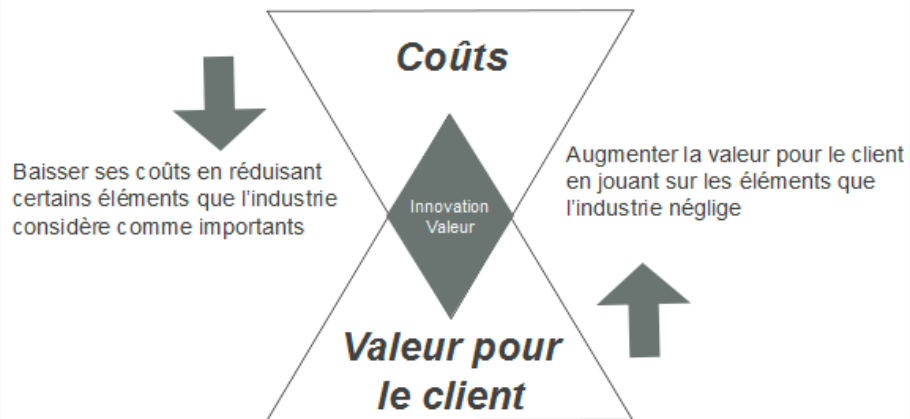 Coûts
Baisser ses coûts en réduisant
certains éléments que l'industrie
considère comme importants
Augmenter la valeur pour le client
en jouant sur les éléments que
l'industrie néglige
Innovation
Valeur
Valeur pour
le client